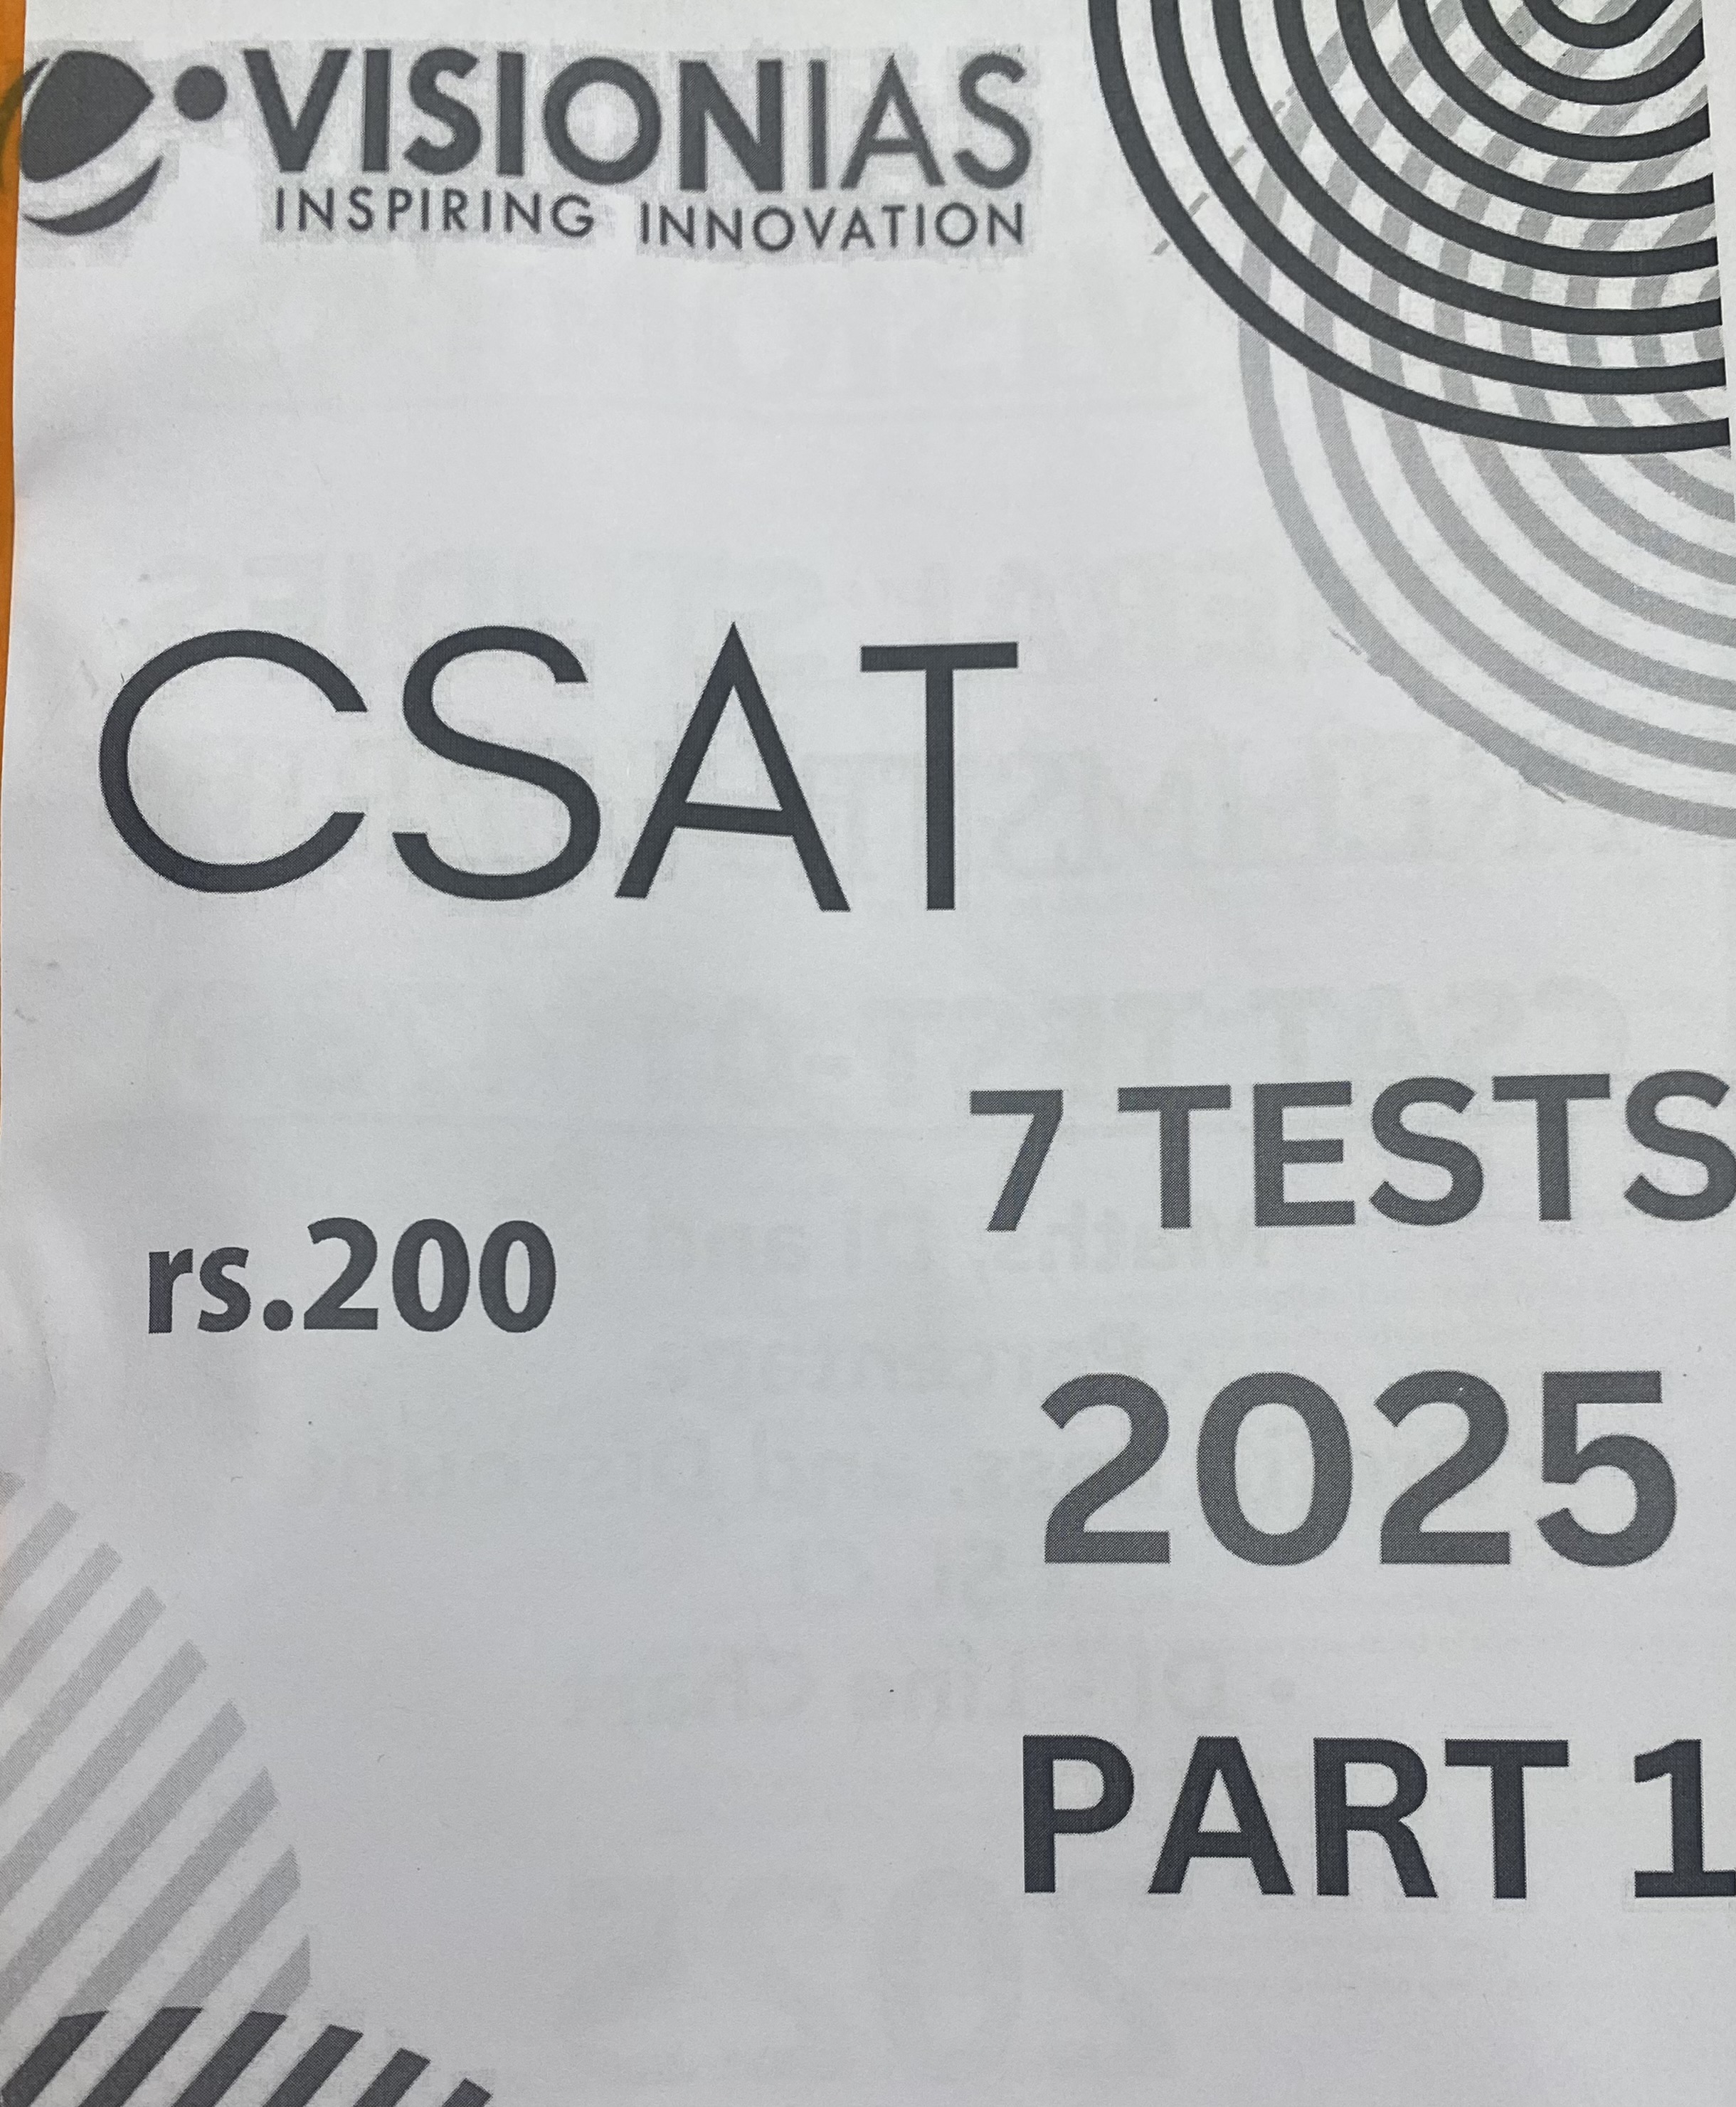 VISIONIAS
INSPIRING INNOVATION
CSAT
7 TESTS
rs.200
2025
PART 1